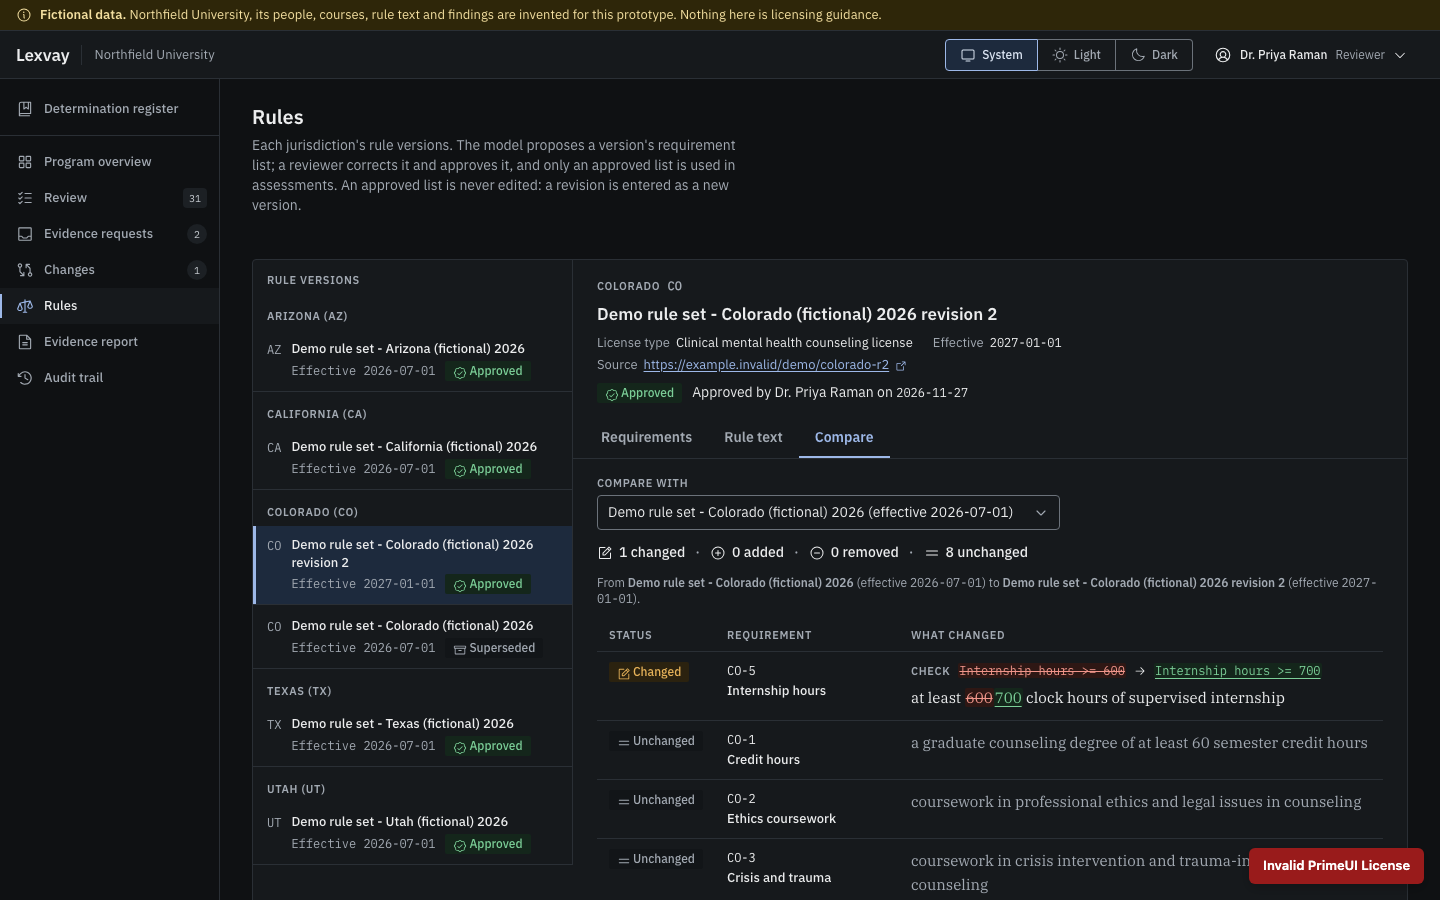 Fictional data. Northfield University, its people, courses, rule text and findings are invented for this prototype. Nothing here is licensing guidance.
Lexvay
Northfield University
System
Light
Dark
Dr. Priya Raman Reviewer
Determination register
Program overview
Review 31
Evidence requests 2
Changes 1
Rules
Evidence report
Audit trail
Rules
Each jurisdiction's rule versions. The model proposes a version's requirement
list; a reviewer corrects it and approves it, and only an approved list is used in
assessments. An approved list is never edited: a revision is entered as a new
version.
RULE VERSIONS
ARIZONA (AZ)
AZ Demo rule set - Arizona (fictional) 2026
Effective 2026-07-01 Approved
CALIFORNIA (CA)
CA Demo rule set - California (fictional) 2026
Effective 2026-07-01 Approved
COLORADO (CO)
CO Demo rule set - Colorado (fictional) 2026
revision 2
Effective 2027-01-01 Approved
CO Demo rule set - Colorado (fictional) 2026
Effective 2026-07-01 Superseded
TEXAS (TX)
TX Demo rule set - Texas (fictional) 2026
Effective 2026-07-01 Approved
UTAH (UT)
UT Demo rule set - Utah (fictional) 2026
Effective 2026-07-01 Approved
COLORADO CO
Demo rule set - Colorado (fictional) 2026 revision 2
License type Clinical mental health counseling license Effective 2027-01-01
Source https://example.invalid/demo/colorado-r2
Approved Approved by Dr. Priya Raman on 2026-11-27
Requirements Rule text Compare
COMPARE WITH
Demo rule set - Colorado (fictional) 2026 (effective 2026-07-01)
1 changed · 0 added · 0 removed · 8 unchanged
From Demo rule set - Colorado (fictional) 2026 (effective 2026-07-01) to Demo rule set - Colorado (fictional) 2026 revision 2 (effective 2027-
01-01).
STATUS REQUIREMENT WHAT CHANGED
Changed CO-5 CHECK Internship hours >= 600 → Internship hours >= 700
Internship hours at least 600 700 clock hours of supervised internship
Unchanged CO-1 a graduate counseling degree of at least 60 semester credit hours
Credit hours
Unchanged CO-2 coursework in professional ethics and legal issues in counseling
Ethics coursework
Unchanged CO-3 coursework in crisis intervention and
Crisis and trauma counseling
Invalid PrimeUI License